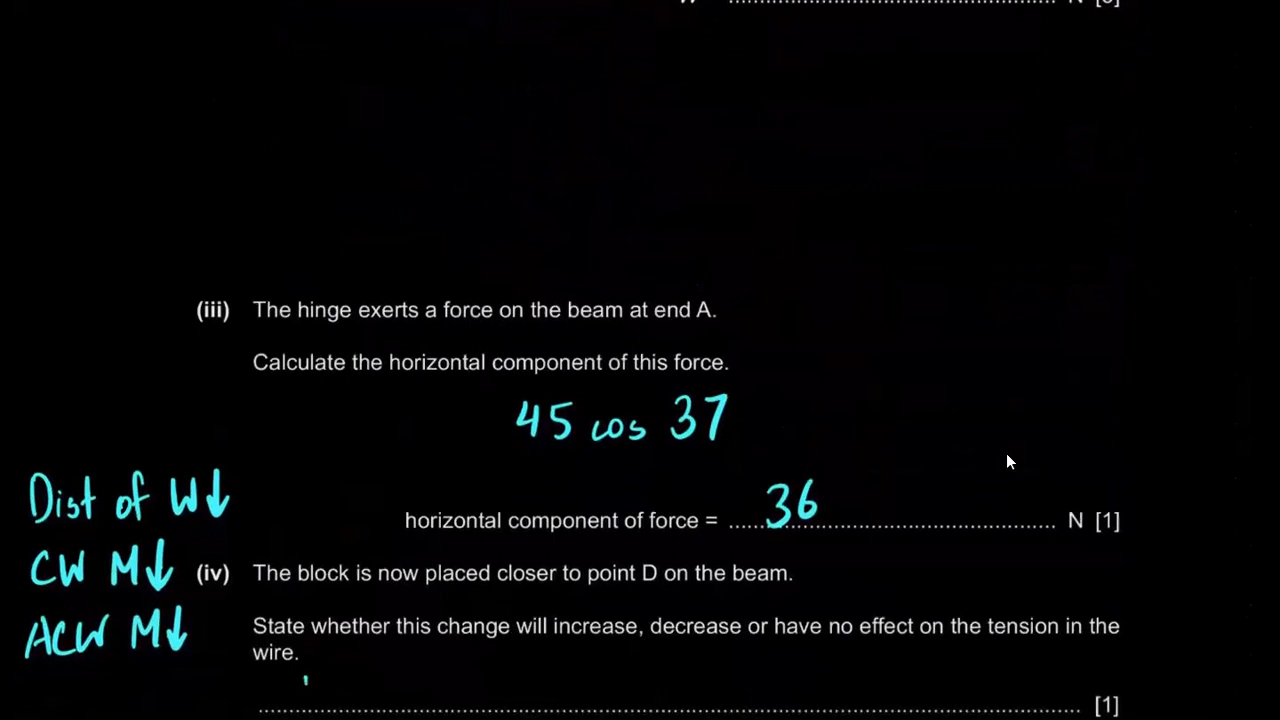 (iii) The hinge exerts a force on the beam at end A.
Calculate the horizontal component of this force.
45 cos 37
Dist of W↓
horizontal component of force = ......36...... N [1]
CW M↓
(iv) The block is now placed closer to point D on the beam.
ACW M↓
State whether this change will increase, decrease or have no effect on the tension in the
wire.
............ [1]